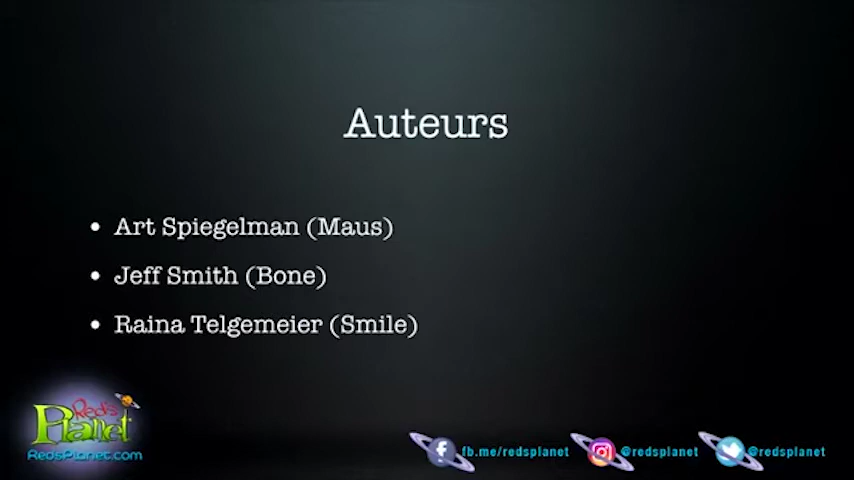 Auteurs
• Art Spiegelman (Maus)
• Jeff Smith (Bone)
• Raina Telgemeier (Smile)
Red's
Planet
RedsPlanet.com
fb.me/redsplanet
@redsplanet
@redsplanet